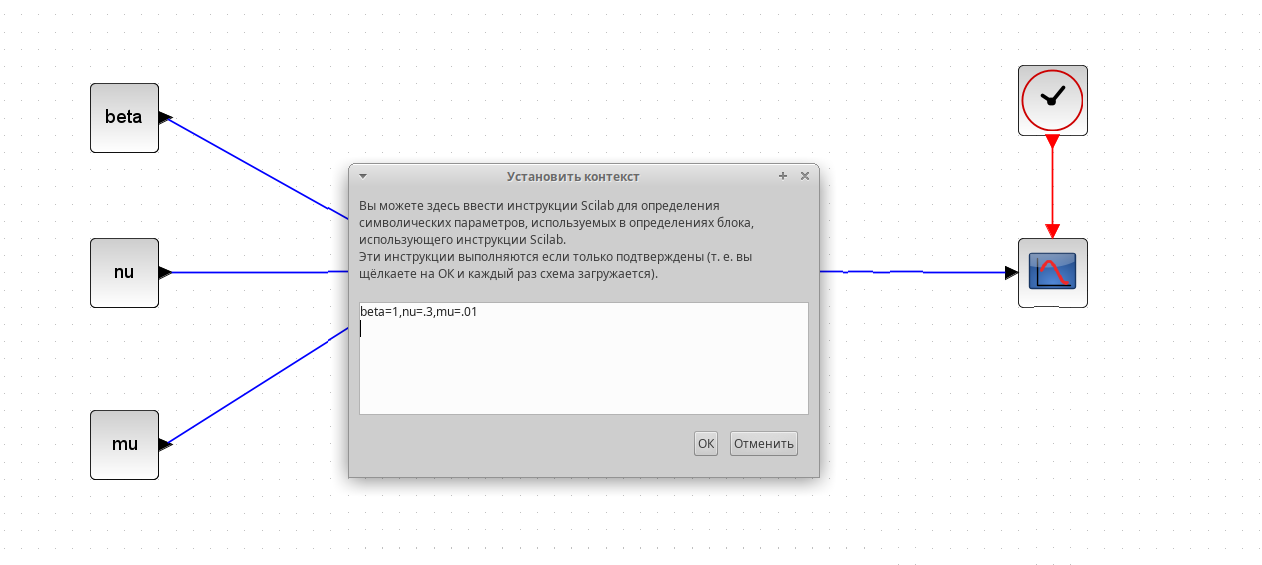 beta
nu
mu
Установить контекст
Вы можете здесь ввести инструкции Scilab для определения
символических параметров, используемых в определениях блока,
использующего инструкции Scilab.
Эти инструкции выполняются если только подтверждены (т. е. вы
щёлкаете на ОК и каждый раз схема загружается).
beta=1,nu=.3,mu=.01
ОК
Отменить